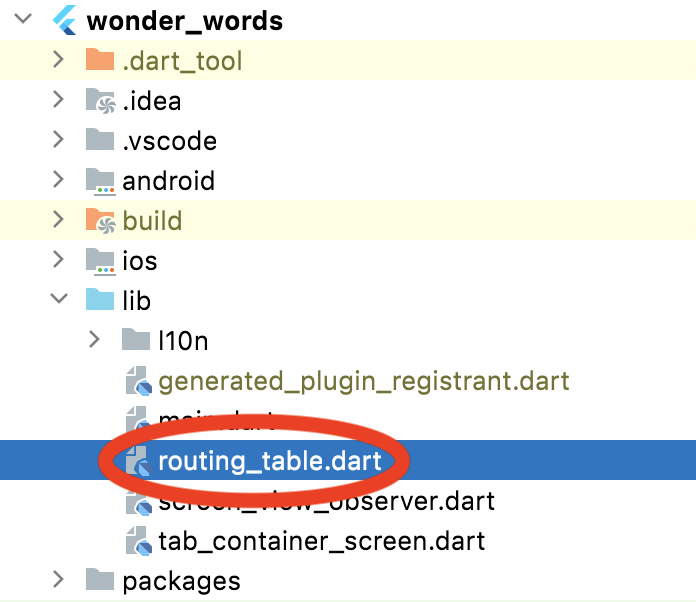 wonder_words
.dart_tool
.idea
.vscode
android
build
ios
lib
l10n
generated_plugin_registrant.dart
main.dart
routing_table.dart
screen_view_observer.dart
tab_container_screen.dart
packages